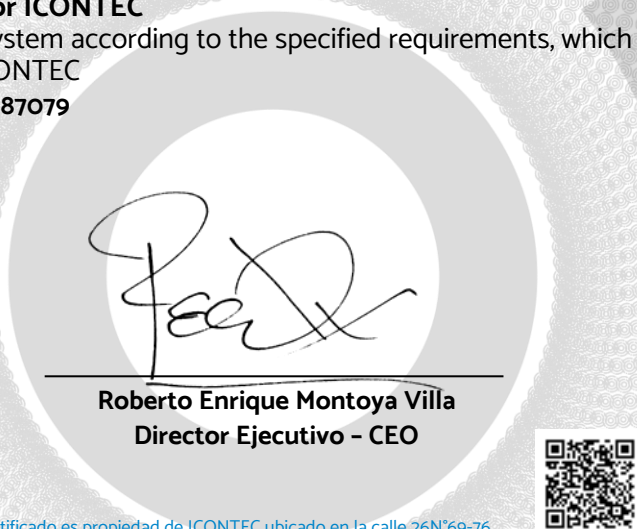 or ICONTEC
ystem according to the specified requirements, which
ONTEC
87079
Roberto Enrique Montoya Villa
Director Ejecutivo – CEO
tificado es propiedad de ICONTEC ubicado en la calle 26N°69-76